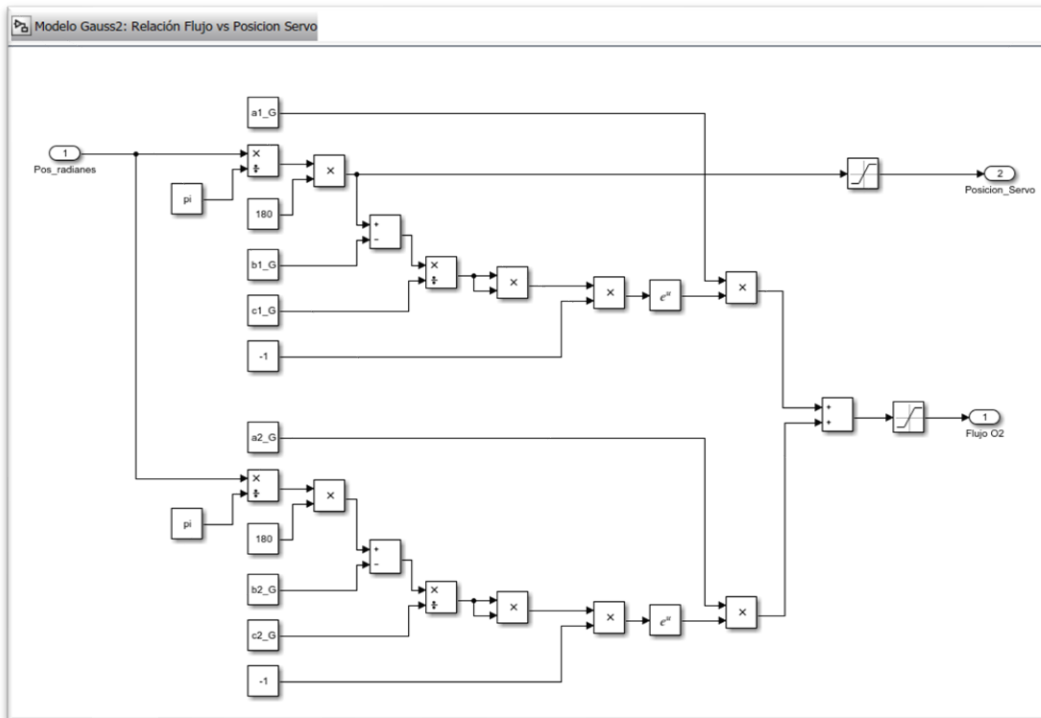 Modelo Gauss2: Relación Flujo vs Posicion Servo
a1_G
1
Pos_radianes
×
÷
pi
×
180
2
Posicion_Servo
+
−
b1_G
×
÷
c1_G
×
×
e^u
×
-1
+
+
1
Flujo O2
a2_G
×
÷
pi
×
180
+
−
b2_G
×
÷
c2_G
×
×
e^u
×
-1